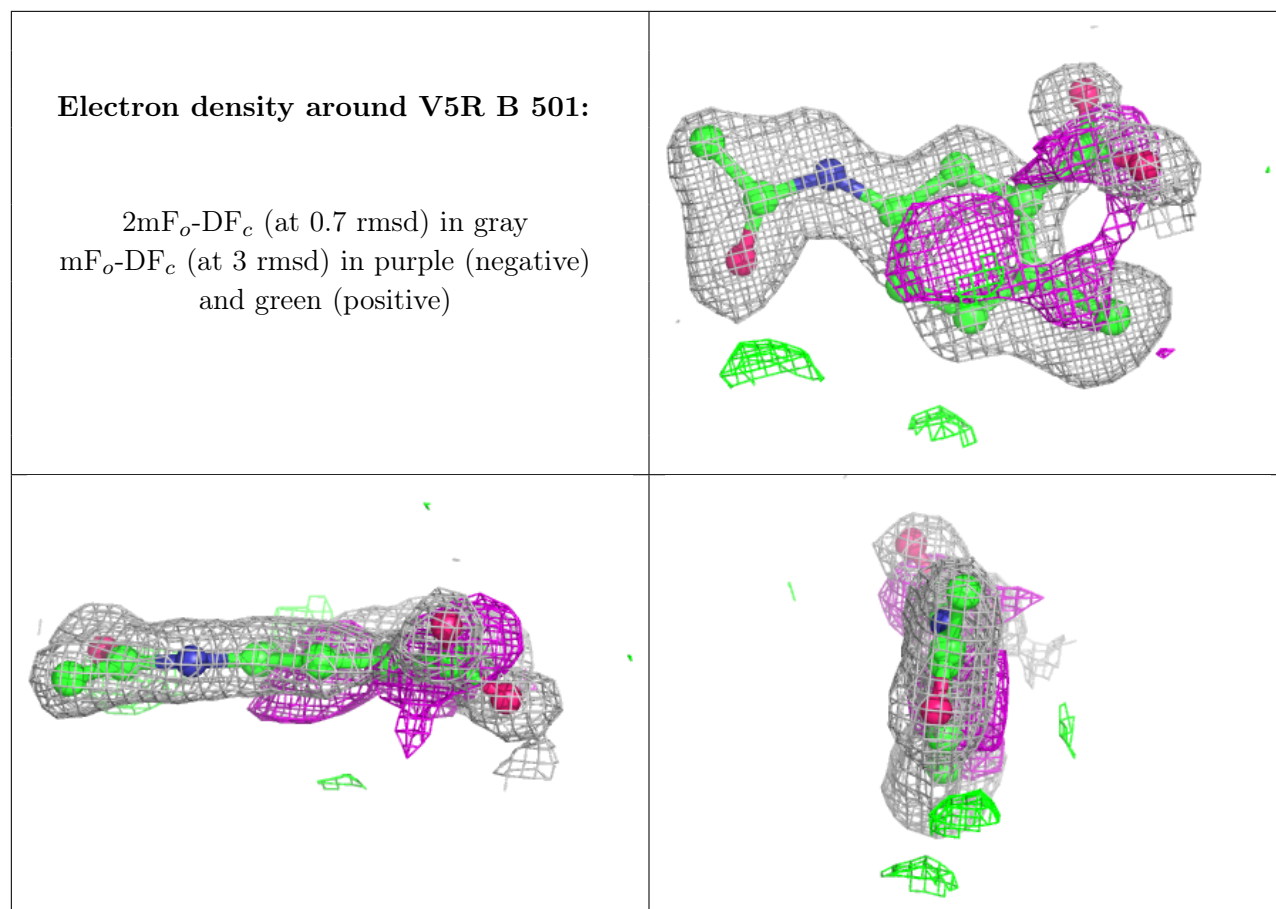 Electron density around V5R B 501:
2mFo-DFc (at 0.7 rmsd) in gray
mFo-DFc (at 3 rmsd) in purple (negative)
and green (positive)